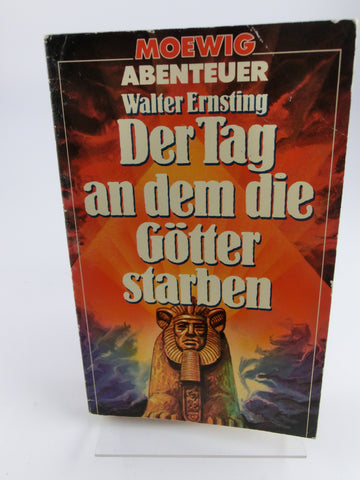 MOEWIG
ABENTEUER
Walter Ernsting
Der Tag
an dem die
Götter
starben